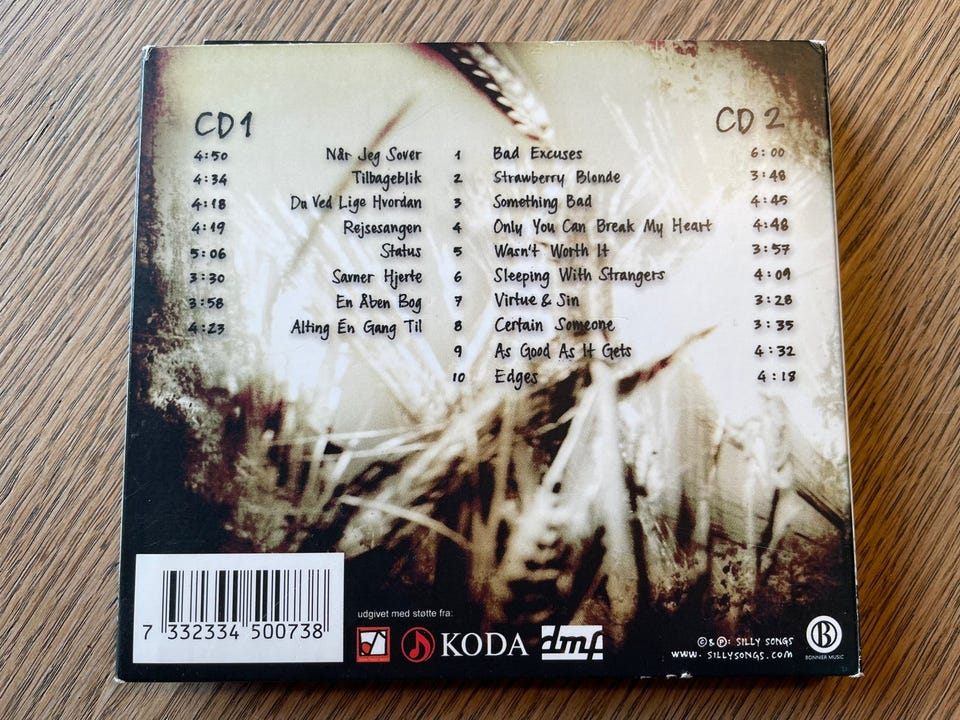 CD 1 CD 2
4:50 Når Jeg Sover 1 Bad Excuses 6:00
4:34 Tilbageblik 2 Strawberry Blonde 3:48
4:18 Du Ved Lige Hvordan 3 Something Bad 4:45
4:19 Rejsesangen 4 Only You Can Break My Heart 4:48
5:06 Status 5 Wasn't Worth It 3:57
3:30 Savner Hjerte 6 Sleeping With Strangers 4:09
3:58 En Åben Bog 7 Virtue & Sin 3:28
4:23 Alting Én Gang Til 8 Certain Someone 3:35
9 As Good As It Gets 4:32
10 Edges 4:18
7 332334 500738
udgivet med støtte fra:
KODA dmf
© & ℗: SILLY SONGS
WWW. SILLYSONGS.COM
B
BONNIER MUSIC